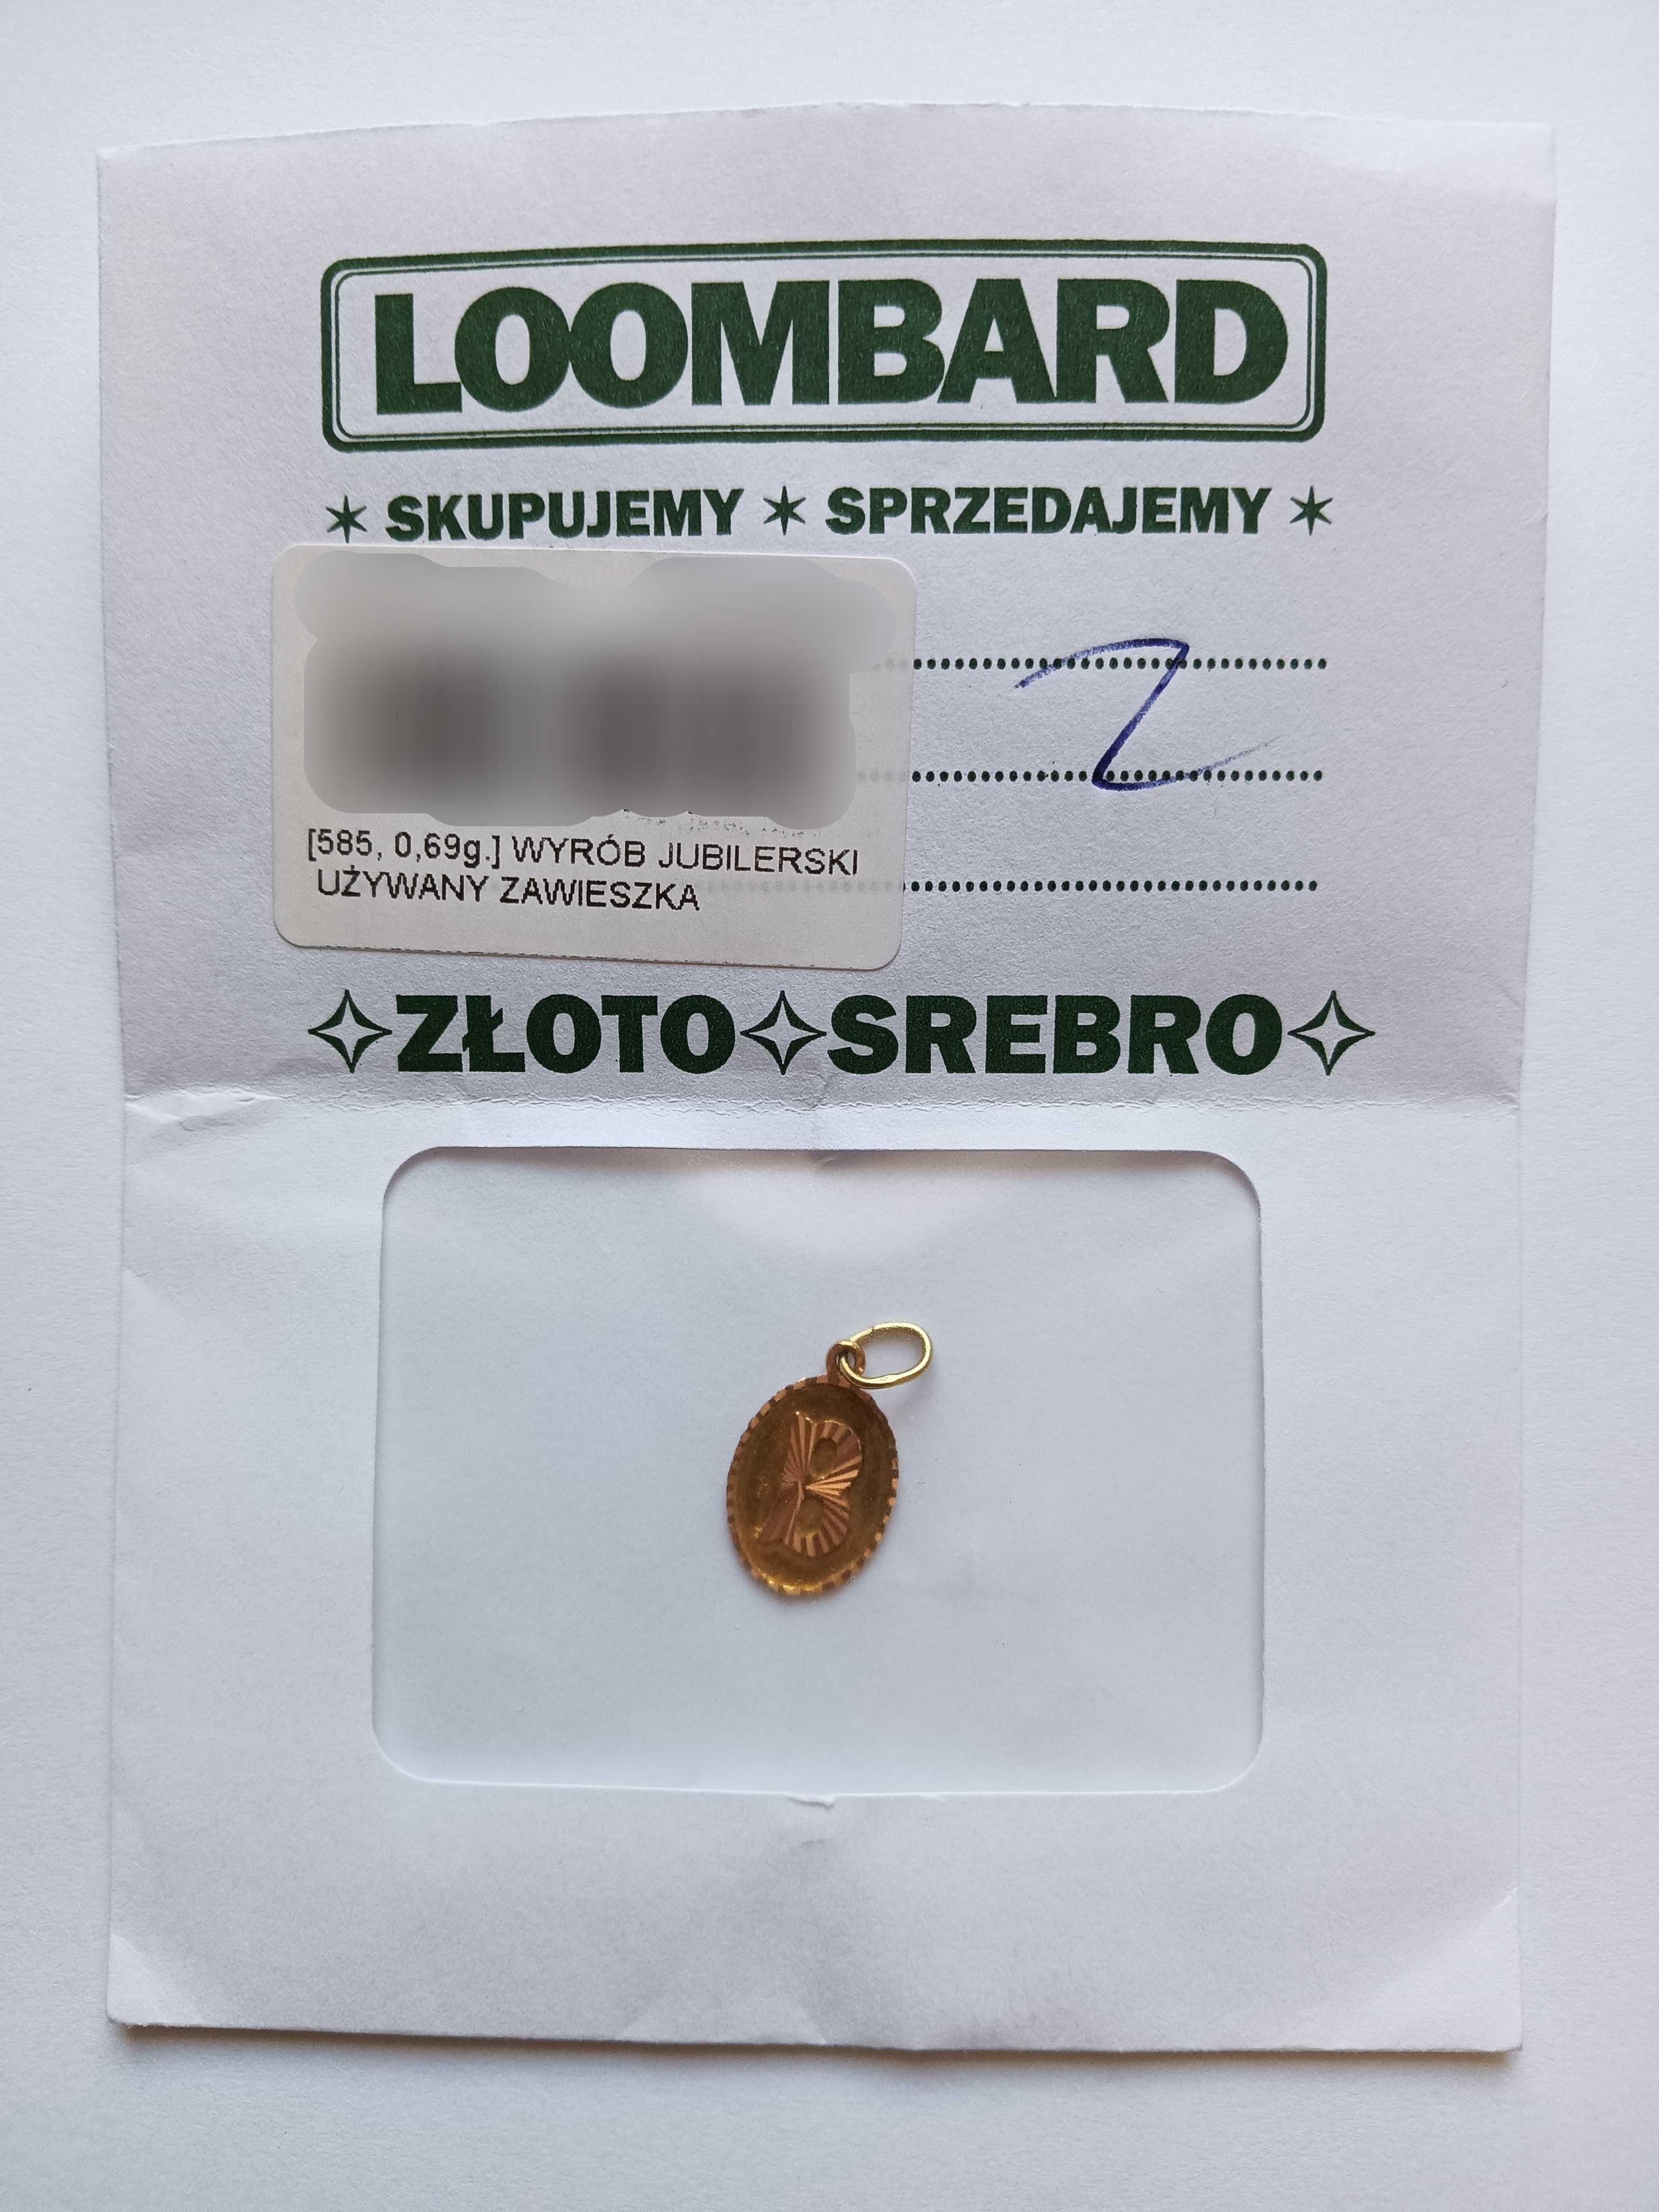 LOOMBARD
✶ SKUPUJEMY ✶ SPRZEDAJEMY ✶
Z
[585, 0,69g.] WYRÓB JUBILERSKI
UŻYWANY ZAWIESZKA
✧ZŁOTO✧SREBRO✧
B